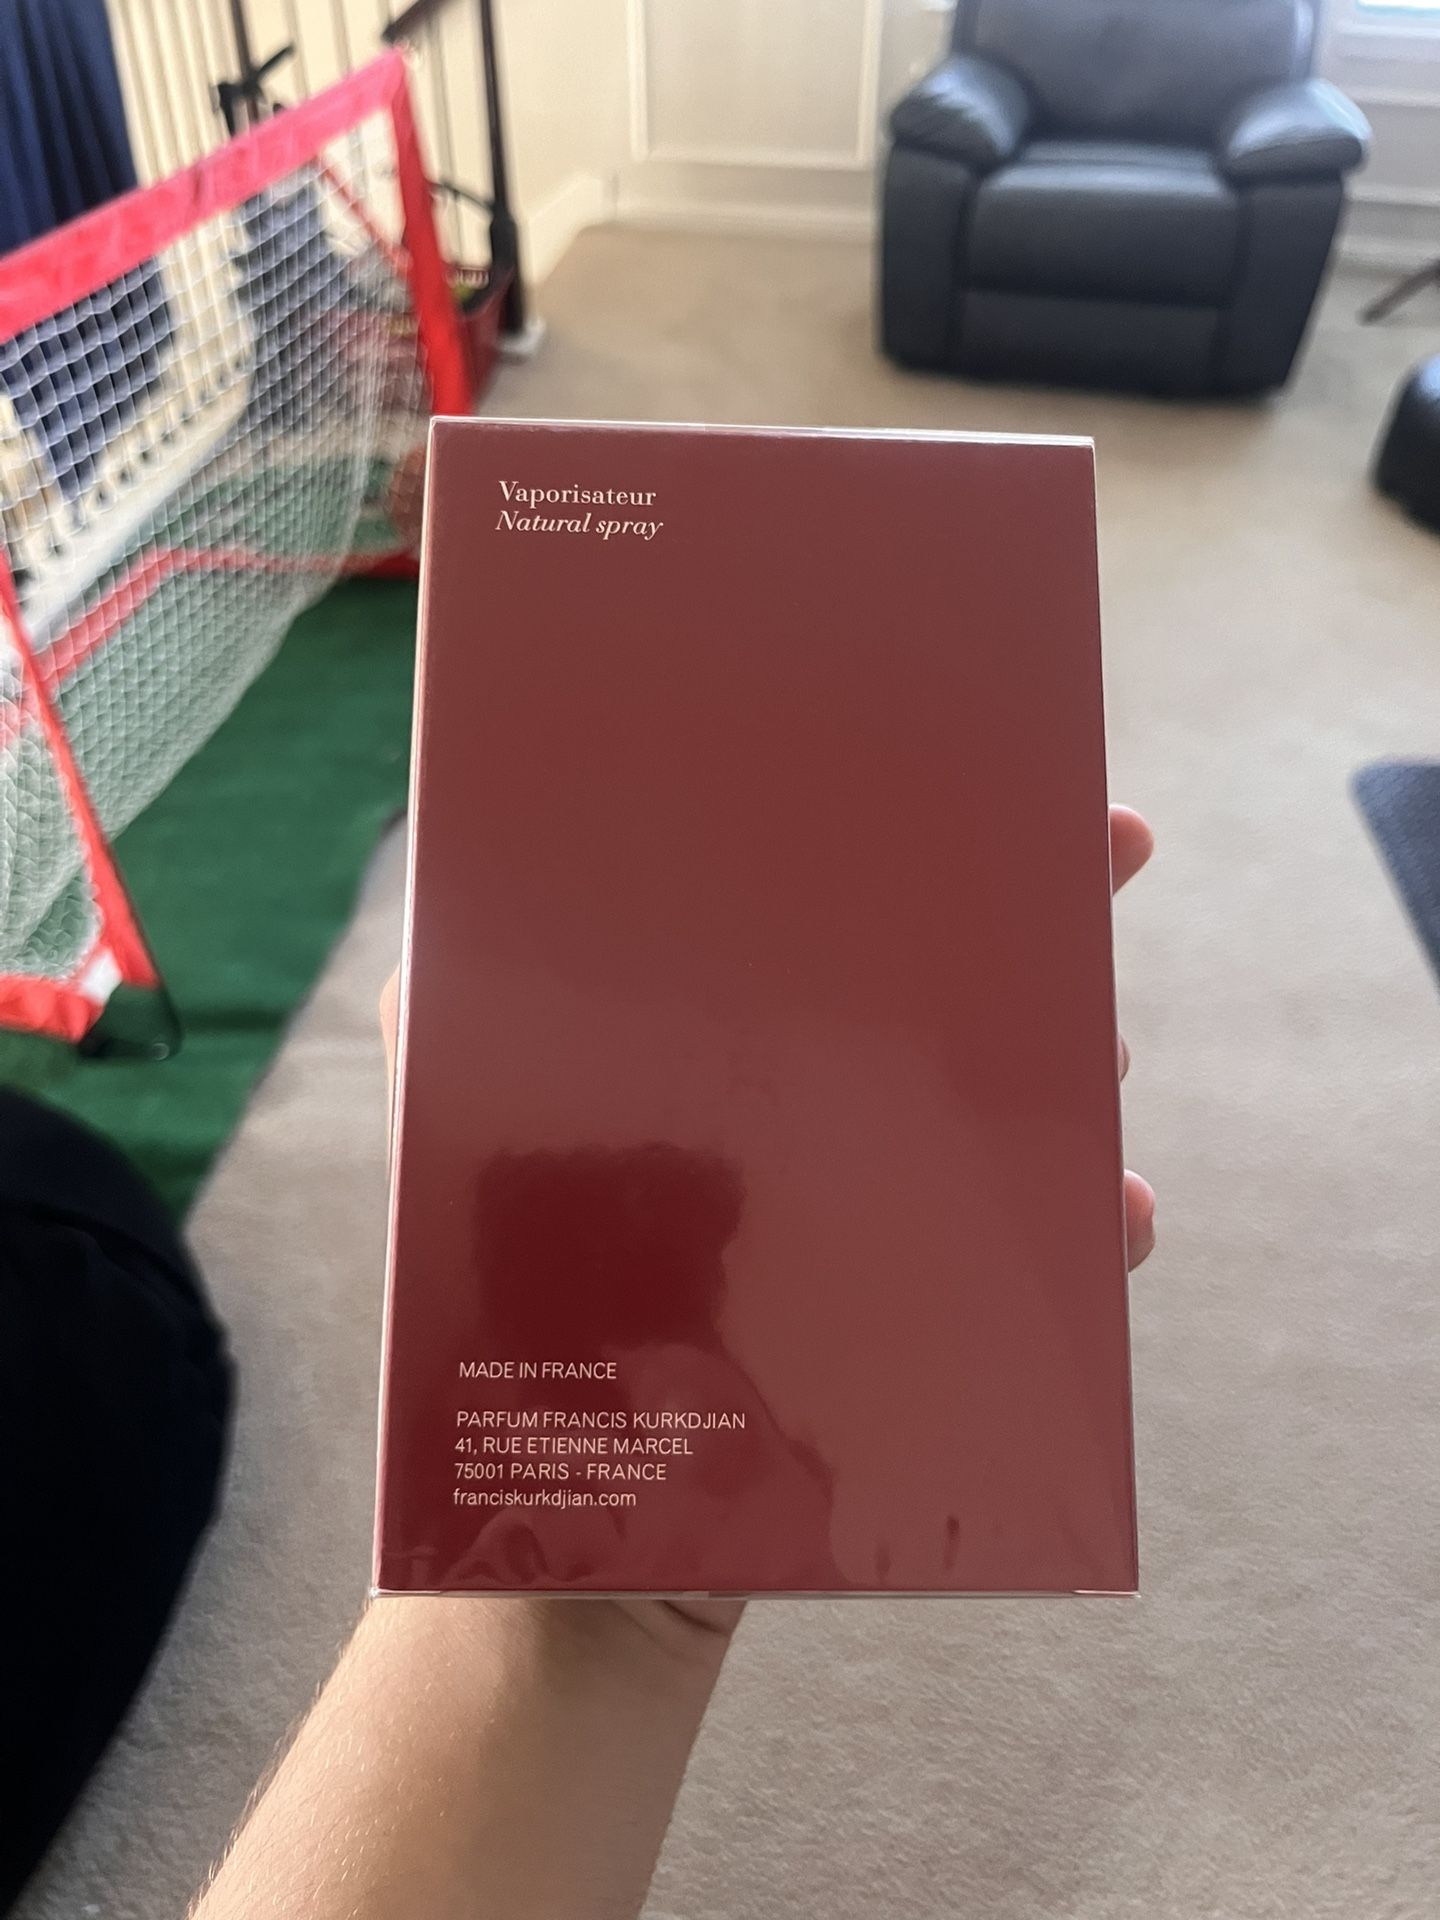 Vaporisateur
Natural spray
MADE IN FRANCE
PARFUM FRANCIS KURKDJIAN
41, RUE ETIENNE MARCEL
75001 PARIS - FRANCE
franciskurkdjian.com